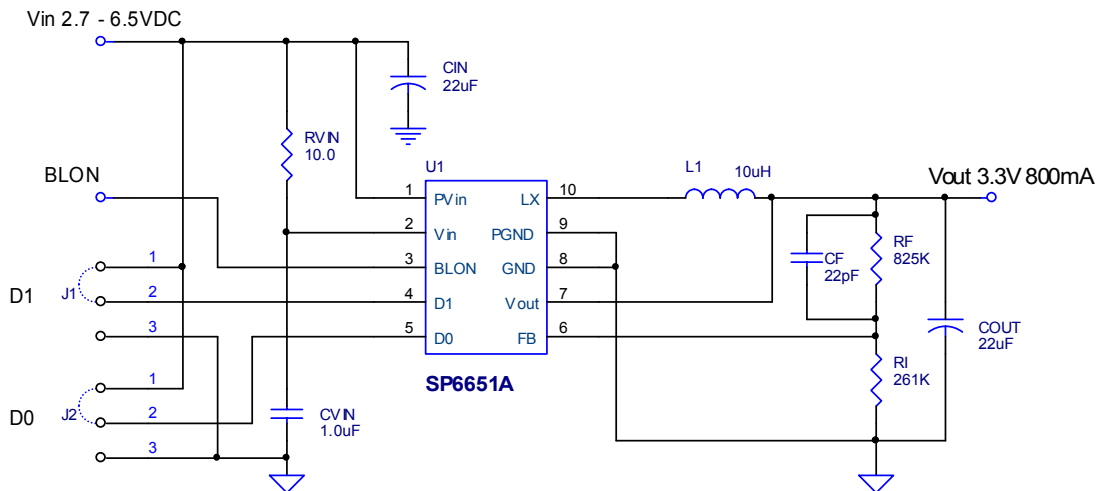 Vin 2.7 - 6.5VDC
CIN
22uF
RVIN
10.0
BLON
U1
1 PVin LX 10
2 Vin PGND 9
3 BLON GND 8
4 D1 Vout 7
5 D0 FB 6
SP6651A
L1 10uH
Vout 3.3V 800mA
RF
825K
CF
22pF
COUT
22uF
RI
261K
D1 J1
1
2
3
D0 J2
1
2
3
CVIN
1.0uF